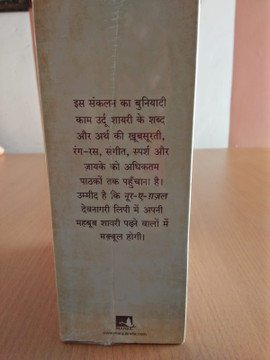 इस संकलन का बुनियादी
काम उर्दू शायरी के शब्द
और अर्थ की ख़ूबसूरती,
रंग-रस, संगीत, स्पर्श और
ज़ायके को अधिकतम
पाठकों तक पहुँचाना है।
उम्मीद है कि नूर-ए-ग़ज़ल
देवनागरी लिपि में अपनी
महबूब शायरी पढ़ने वालों में
मक़बूल होगी।